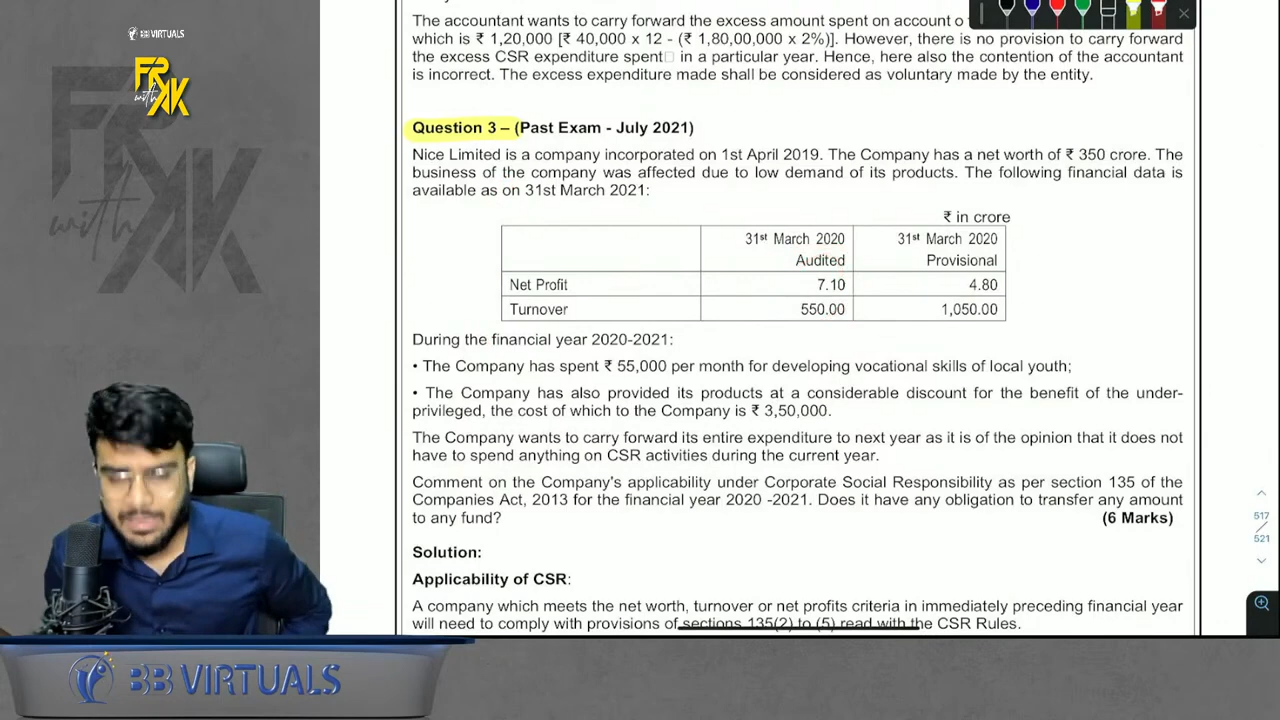 BB VIRTUALS
FR
with
AK
FR
with
AK
The accountant wants to carry forward the excess amount spent on account o
which is ₹ 1,20,000 [₹ 40,000 x 12 - (₹ 1,80,00,000 x 2%)]. However, there is no provision to carry forward
the excess CSR expenditure spent□ in a particular year. Hence, here also the contention of the accountant
is incorrect. The excess expenditure made shall be considered as voluntary made by the entity.
Question 3 – (Past Exam - July 2021)
Nice Limited is a company incorporated on 1st April 2019. The Company has a net worth of ₹ 350 crore. The
business of the company was affected due to low demand of its products. The following financial data is
available as on 31st March 2021:
₹ in crore
31st March 2020 31st March 2020
Audited Provisional
Net Profit 7.10 4.80
Turnover 550.00 1,050.00
During the financial year 2020-2021:
• The Company has spent ₹ 55,000 per month for developing vocational skills of local youth;
• The Company has also provided its products at a considerable discount for the benefit of the under-
privileged, the cost of which to the Company is ₹ 3,50,000.
The Company wants to carry forward its entire expenditure to next year as it is of the opinion that it does not
have to spend anything on CSR activities during the current year.
Comment on the Company's applicability under Corporate Social Responsibility as per section 135 of the
Companies Act, 2013 for the financial year 2020 -2021. Does it have any obligation to transfer any amount
to any fund? (6 Marks)
Solution:
Applicability of CSR:
A company which meets the net worth, turnover or net profits criteria in immediately preceding financial year
will need to comply with provisions of sections 135(2) to (5) read with the CSR Rules.
517
521
BB VIRTUALS